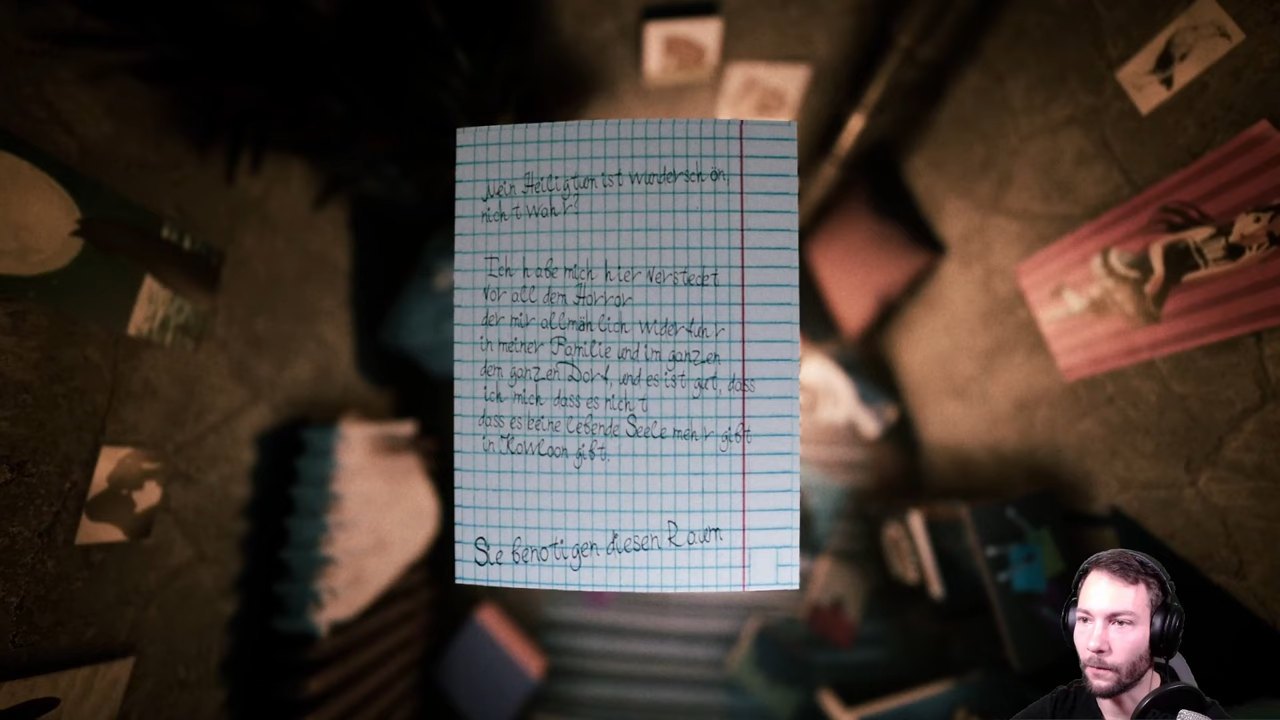 Mein Heiligtum ist wunderschön,
nicht wahr?
Ich habe mich hier versteckt
vor all dem Horror
der mir allmählich widerfuhr
in meiner Familie und im ganzen
dem ganzen Dorf, und es ist gut, dass
ich mich dass es nicht
dass es keine lebende Seele mehr gibt
in Kowloon gibt.
Sie benötigen diesen Raum